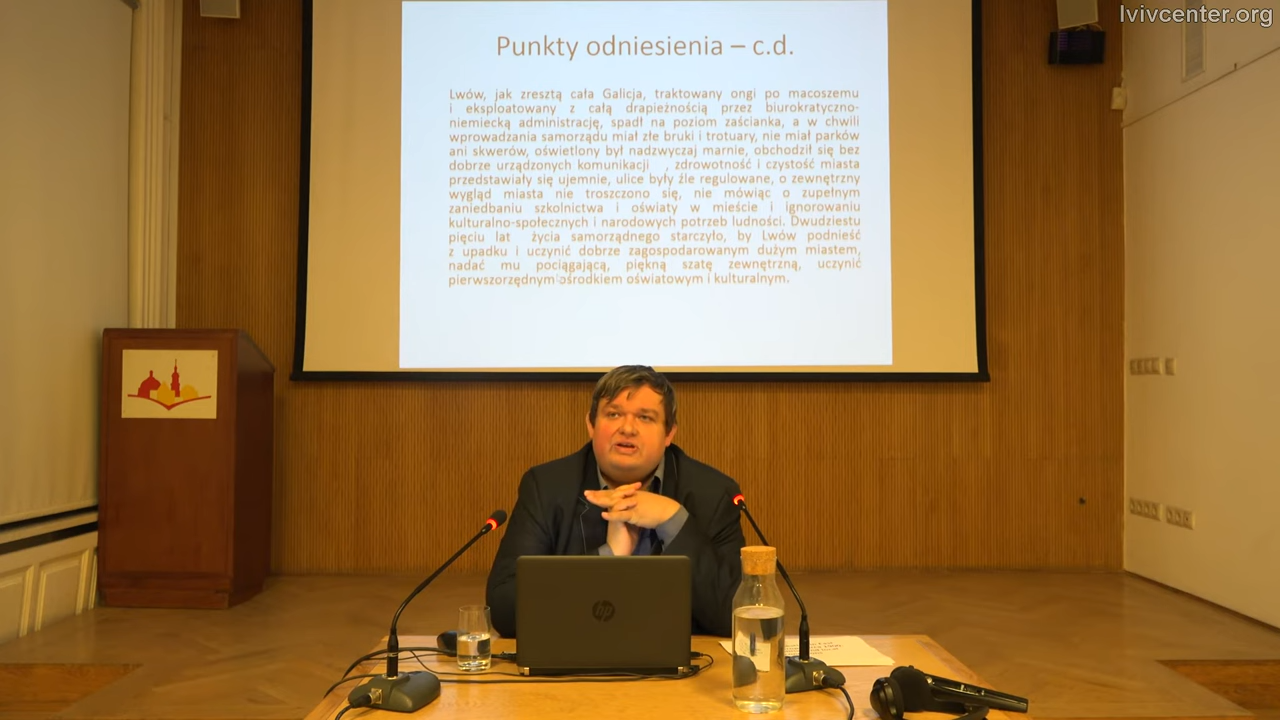 lvivcenter.org
Punkty odniesienia – c.d.
Lwów, jak zresztą cała Galicja, traktowany ongi po macoszemu
i eksploatowany z całą drapieżnością przez biurokratyczno-
niemiecką administrację, spadł na poziom zaścianka, a w chwili
wprowadzania samorządu miał złe bruki i trotuary, nie miał parków
ani skwerów, oświetlony był nadzwyczaj marnie, obchodził się bez
dobrze urządzonych komunikacji , zdrowotność i czystość miasta
przedstawiały się ujemnie, ulice były źle regulowane, o zewnętrzny
wygląd miasta nie troszczono się, nie mówiąc o zupełnym
zaniedbaniu szkolnictwa i oświaty w mieście i ignorowaniu
kulturalno-społecznych i narodowych potrzeb ludności. Dwudziestu
pięciu lat życia samorządnego starczyło, by Lwów podnieść
z upadku i uczynić dobrze zagospodarowanym dużym miastem,
nadać mu pociągającą, piękną szatę zewnętrzną, uczynić
pierwszorzędnym ośrodkiem oświatowym i kulturalnym.
hp